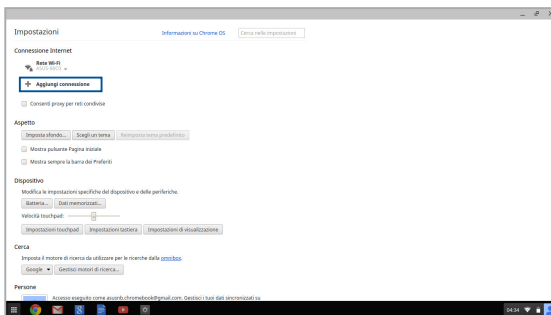 Impostazioni
Informazioni su Chrome OS
Cerca nelle impostazioni
Connessione Internet
Rete Wi-Fi
Aggiungi connessione
Consenti proxy per reti condivise
Aspetto
Imposta sfondo... Scegli un tema Reimposta tema predefinito
Mostra pulsante Pagina iniziale
Mostra sempre la barra dei Preferiti
Dispositivo
Modifica le impostazioni specifiche del dispositivo e delle periferiche.
Batteria... Dati memorizzati...
Velocità touchpad:
Impostazioni touchpad Impostazioni tastiera Impostazioni di visualizzazione
Cerca
Imposta il motore di ricerca da utilizzare per le ricerche dalla omnibox.
Google Gestisci motori di ricerca...
Persone
Accesso eseguito come asusnb.chromebook@gmail.com. Gestisci i tuoi dati sincronizzati su
04:34